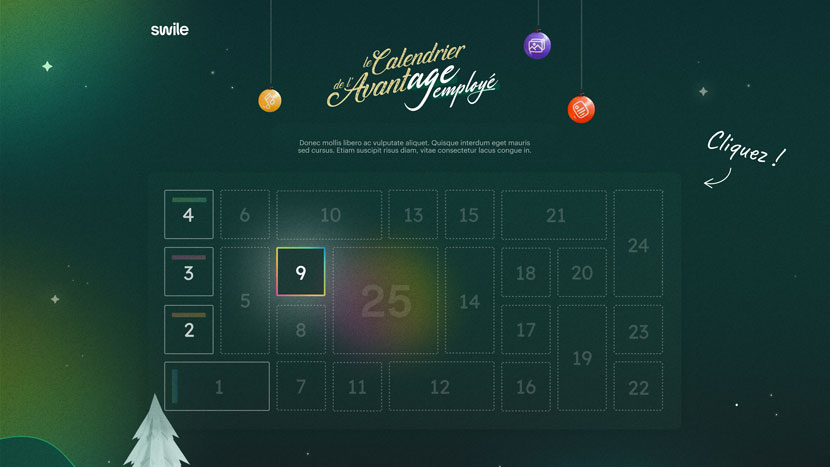 swile
le Calendrier
de l'Avantage
employé
Donec mollis libero ac vulputate aliquet. Quisque interdum eget mauris
sed cursus. Etiam suscipit risus diam, vitae consectetur lacus congue in.
Cliquez !
4 6 10 13 15 21 24
3 5 9 25 14 18 20
2 8 17 19 23
1 7 11 12 16 22